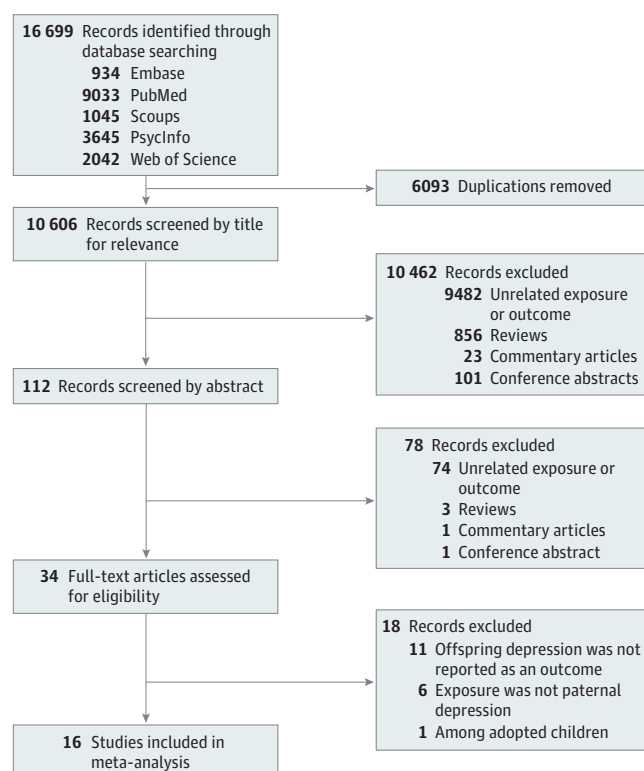 16 699 Records identified through
database searching
934 Embase
9033 PubMed
1045 Scoups
3645 PsycInfo
2042 Web of Science
6093 Duplications removed
10 606 Records screened by title
for relevance
10 462 Records excluded
9482 Unrelated exposure
or outcome
856 Reviews
23 Commentary articles
101 Conference abstracts
112 Records screened by abstract
78 Records excluded
74 Unrelated exposure or
outcome
3 Reviews
1 Commentary articles
1 Conference abstract
34 Full-text articles assessed
for eligibility
18 Records excluded
11 Offspring depression was not
reported as an outcome
6 Exposure was not paternal
depression
1 Among adopted children
16 Studies included in
meta-analysis